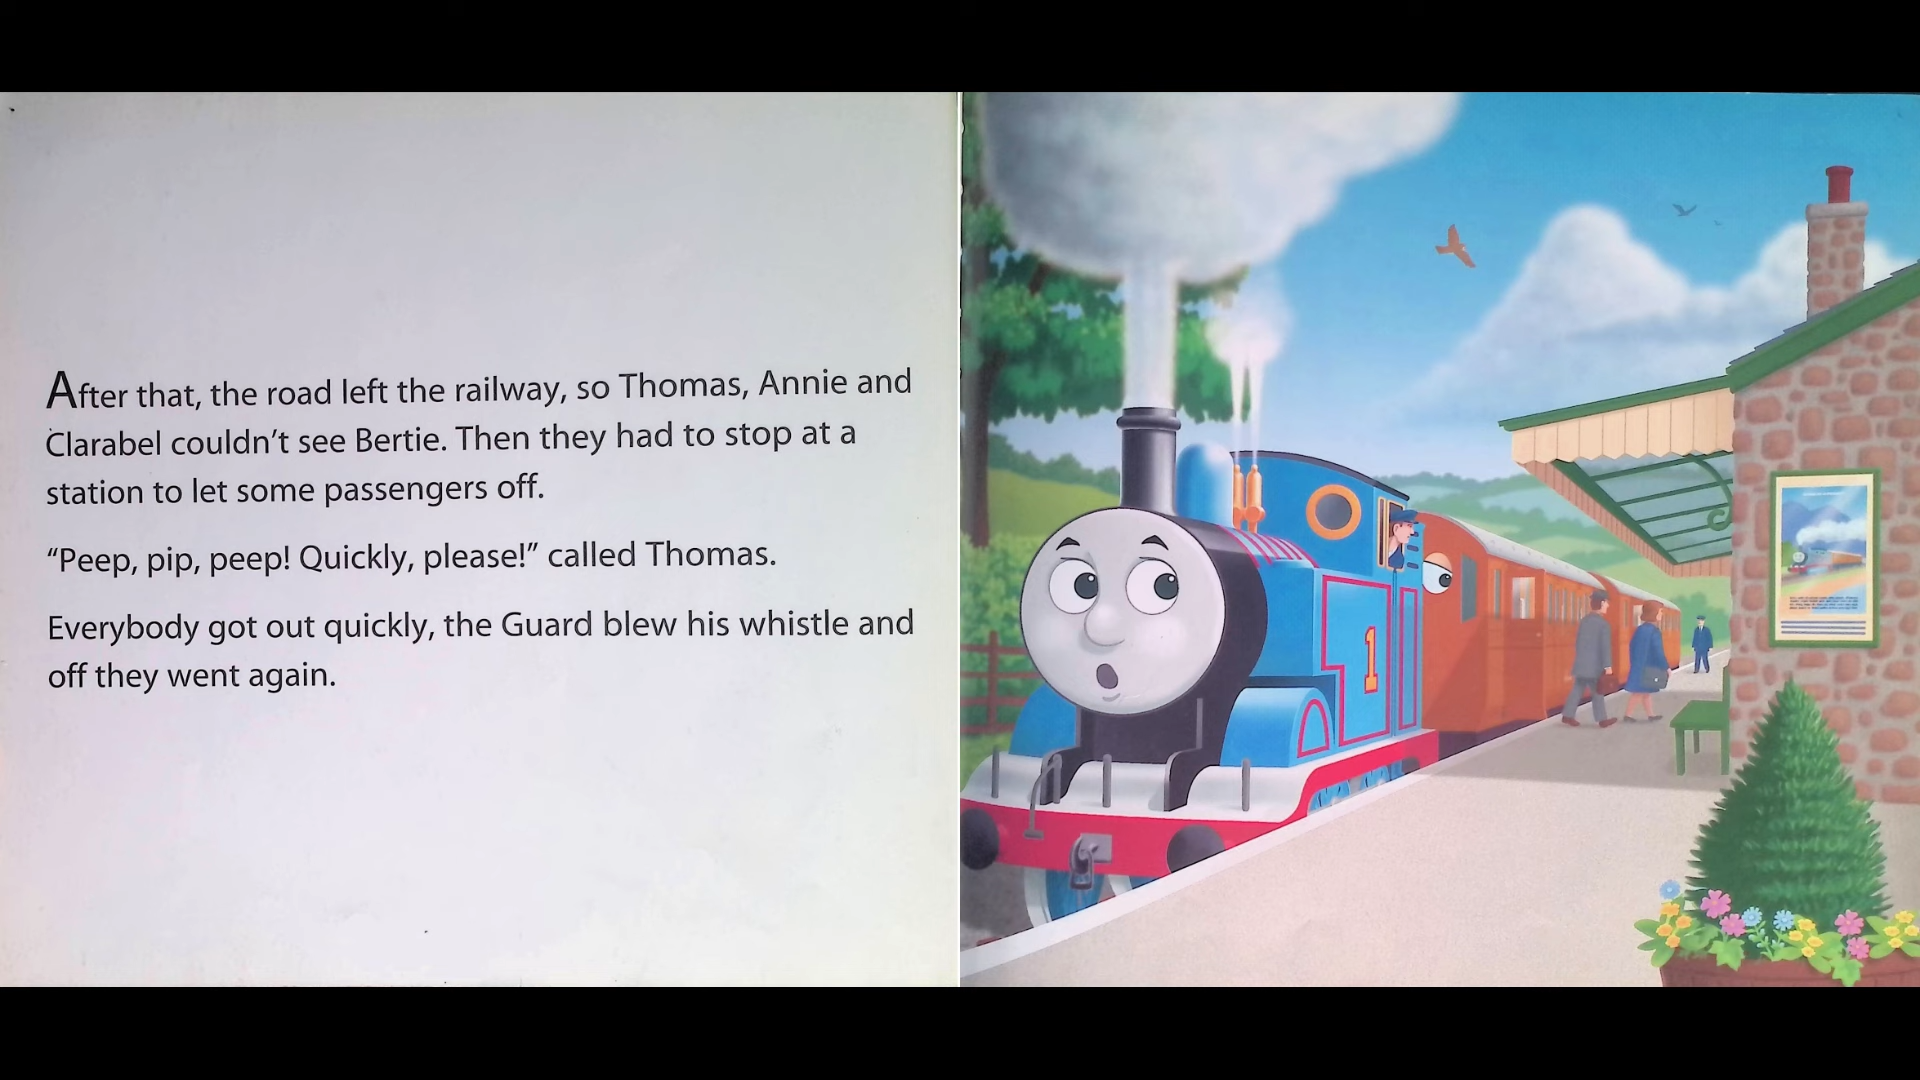 After that, the road left the railway, so Thomas, Annie and
Clarabel couldn't see Bertie. Then they had to stop at a
station to let some passengers off.
“Peep, pip, peep! Quickly, please!” called Thomas.
Everybody got out quickly, the Guard blew his whistle and
off they went again.
1